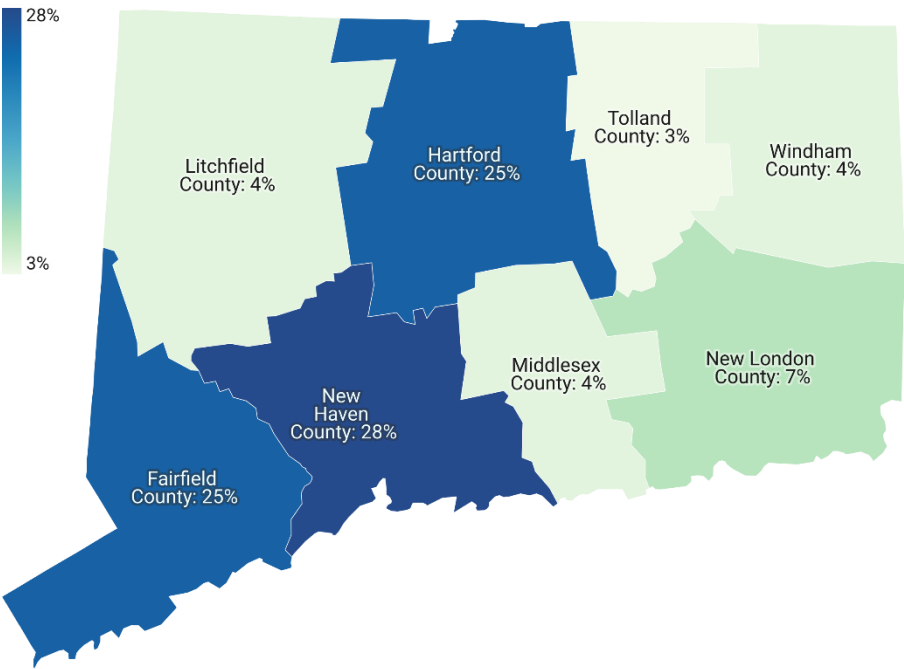 28%
3%
Litchfield
County: 4%
Hartford
County: 25%
Tolland
County: 3%
Windham
County: 4%
New
Haven
County: 28%
Middlesex
County: 4%
New London
County: 7%
Fairfield
County: 25%